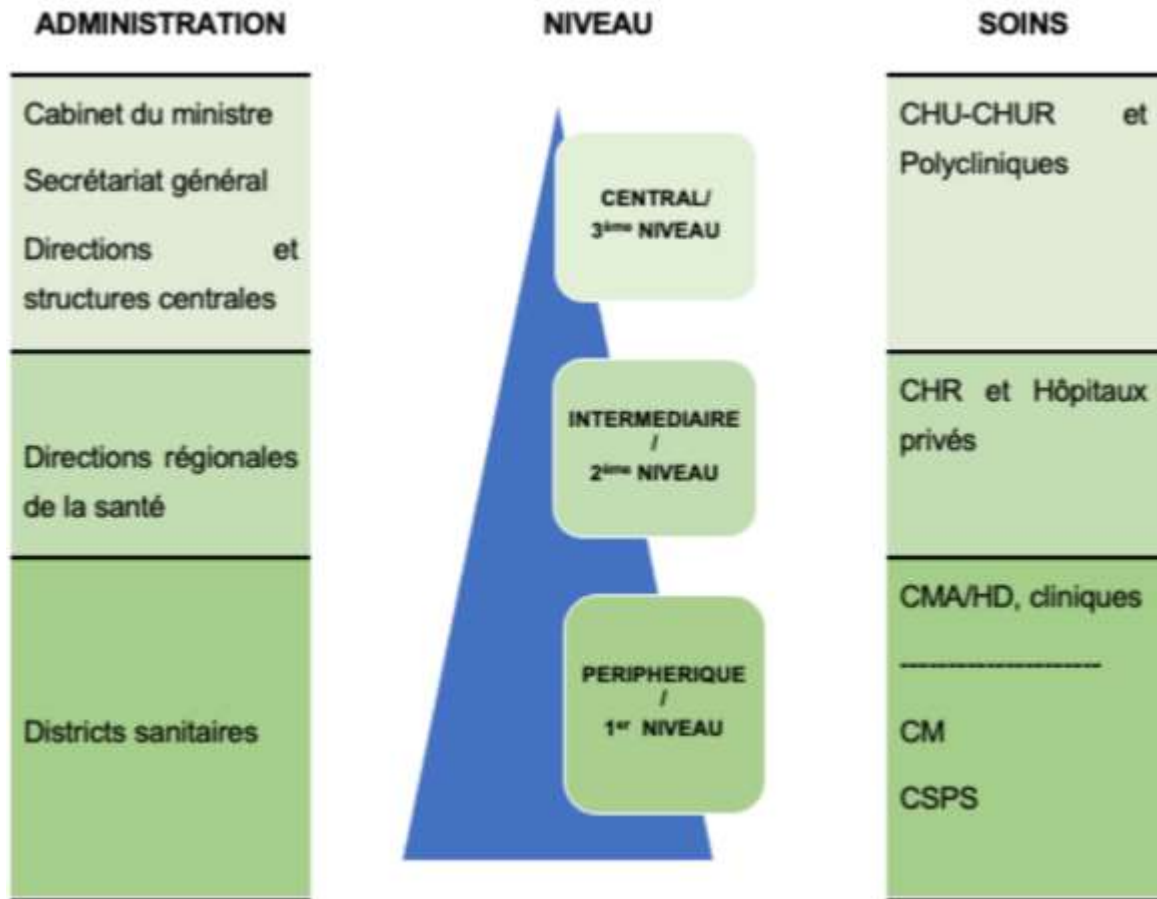 ADMINISTRATION
NIVEAU
SOINS
Cabinet du ministre
Secrétariat général
Directions et
structures centrales
CENTRAL/
3ème NIVEAU
CHU-CHUR et
Polycliniques
Directions régionales
de la santé
INTERMEDIAIRE
/
2ème NIVEAU
CHR et Hôpitaux
privés
Districts sanitaires
PERIPHERIQUE
/
1er NIVEAU
CMA/HD, cliniques
----------------------
CM
CSPS